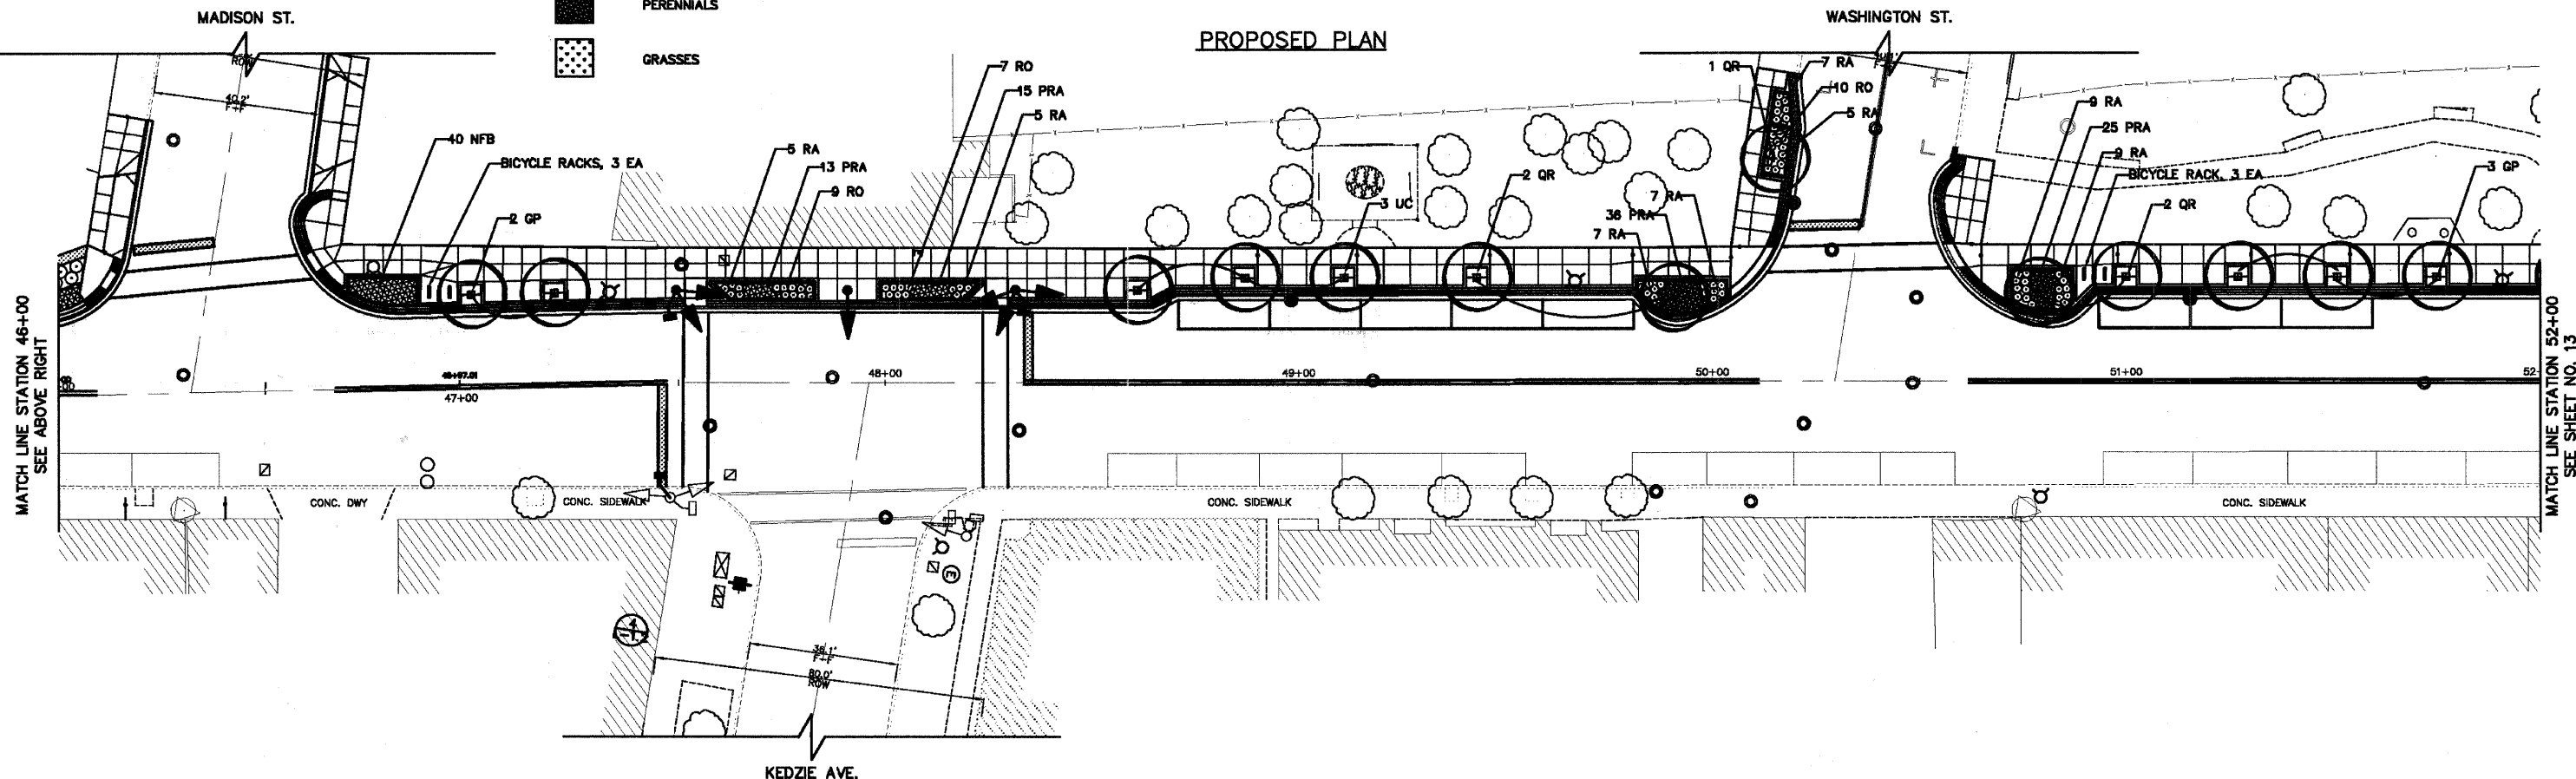 PERENNIALS
GRASSES
MADISON ST.
PROPOSED PLAN
WASHINGTON ST.
ROW
40.2'
F-F
40 NFB
BICYCLE RACKS, 3 EA
2 GP
5 RA
13 PRA
9 RO
7 RO
15 PRA
5 RA
3 UC
2 QR
7 RA
36 PRA
7 RA
1 QR
7 RA
10 RO
5 RA
9 RA
25 PRA
9 RA
BICYCLE RACK, 3 EA
2 QR
3 GP
MATCH LINE STATION 46+00
SEE ABOVE RIGHT
47+00
48+00
49+00
50+00
51+00
52
MATCH LINE STATION 52+00
SEE SHEET NO. 13
CONC. DWY
CONC. SIDEWALK
CONC. SIDEWALK
CONC. SIDEWALK
E
4
36.1'
F-F
80.0'
ROW
KEDZIE AVE.